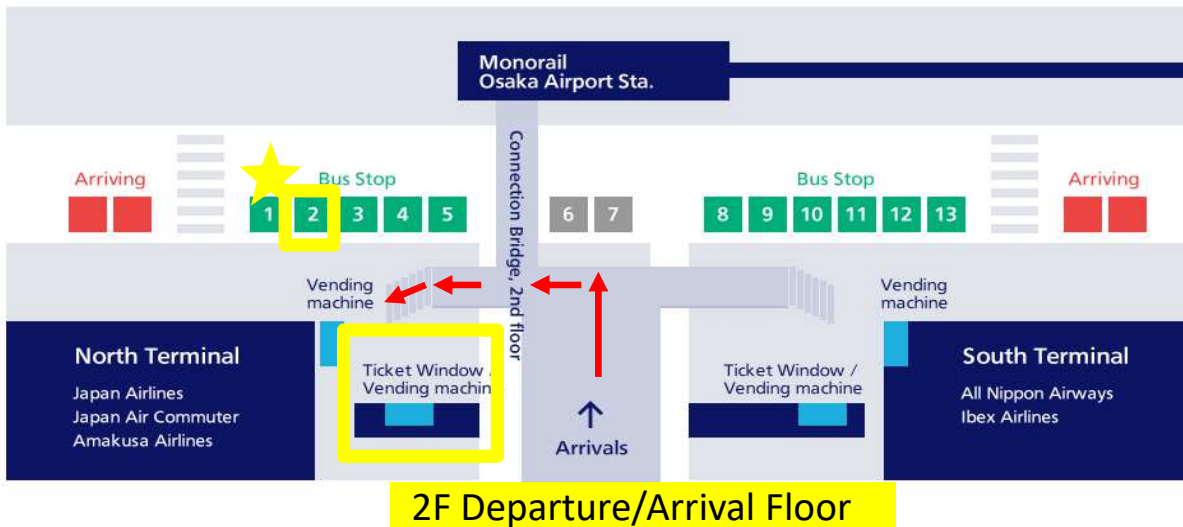 Monorail
Osaka Airport Sta.
Connection Bridge, 2nd floor
Arriving
Bus Stop
1 2 3 4 5
6 7
Bus Stop
8 9 10 11 12 13
Arriving
Vending
machine
Vending
machine
North Terminal
Japan Airlines
Japan Air Commuter
Amakusa Airlines
Ticket Window /
Vending machin
Arrivals
Ticket Window /
Vending machine
South Terminal
All Nippon Airways
Ibex Airlines
2F Departure/Arrival Floor